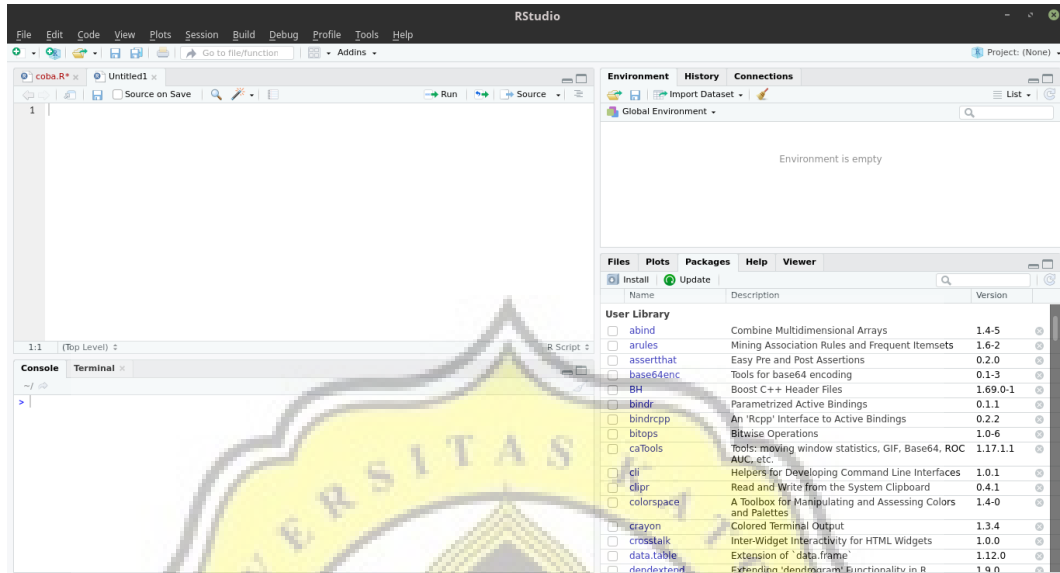 RStudio
File Edit Code View Plots Session Build Debug Profile Tools Help
Go to file/function Addins Project: (None)
coba.R* Untitled1
Source on Save Run Source
1
1:1 (Top Level) R Script
Console Terminal
~/
>
Environment History Connections
Import Dataset List
Global Environment
Environment is empty
Files Plots Packages Help Viewer
Install Update
Name Description Version
User Library
abind Combine Multidimensional Arrays 1.4-5
arules Mining Association Rules and Frequent Itemsets 1.6-2
assertthat Easy Pre and Post Assertions 0.2.0
base64enc Tools for base64 encoding 0.1-3
BH Boost C++ Header Files 1.69.0-1
bindr Parametrized Active Bindings 0.1.1
bindrcpp An 'Rcpp' Interface to Active Bindings 0.2.2
bitops Bitwise Operations 1.0-6
caTools Tools: moving window statistics, GIF, Base64, ROC 1.17.1.1
AUC, etc.
cli Helpers for Developing Command Line Interfaces 1.0.1
clipr Read and Write from the System Clipboard 0.4.1
colorspace A Toolbox for Manipulating and Assessing Colors 1.4-0
and Palettes
crayon Colored Terminal Output 1.3.4
crosstalk Inter-Widget Interactivity for HTML Widgets 1.0.0
data.table Extension of `data.frame` 1.12.0
dendextend Extending 'dendrogram' Functionality in R 1.9.0